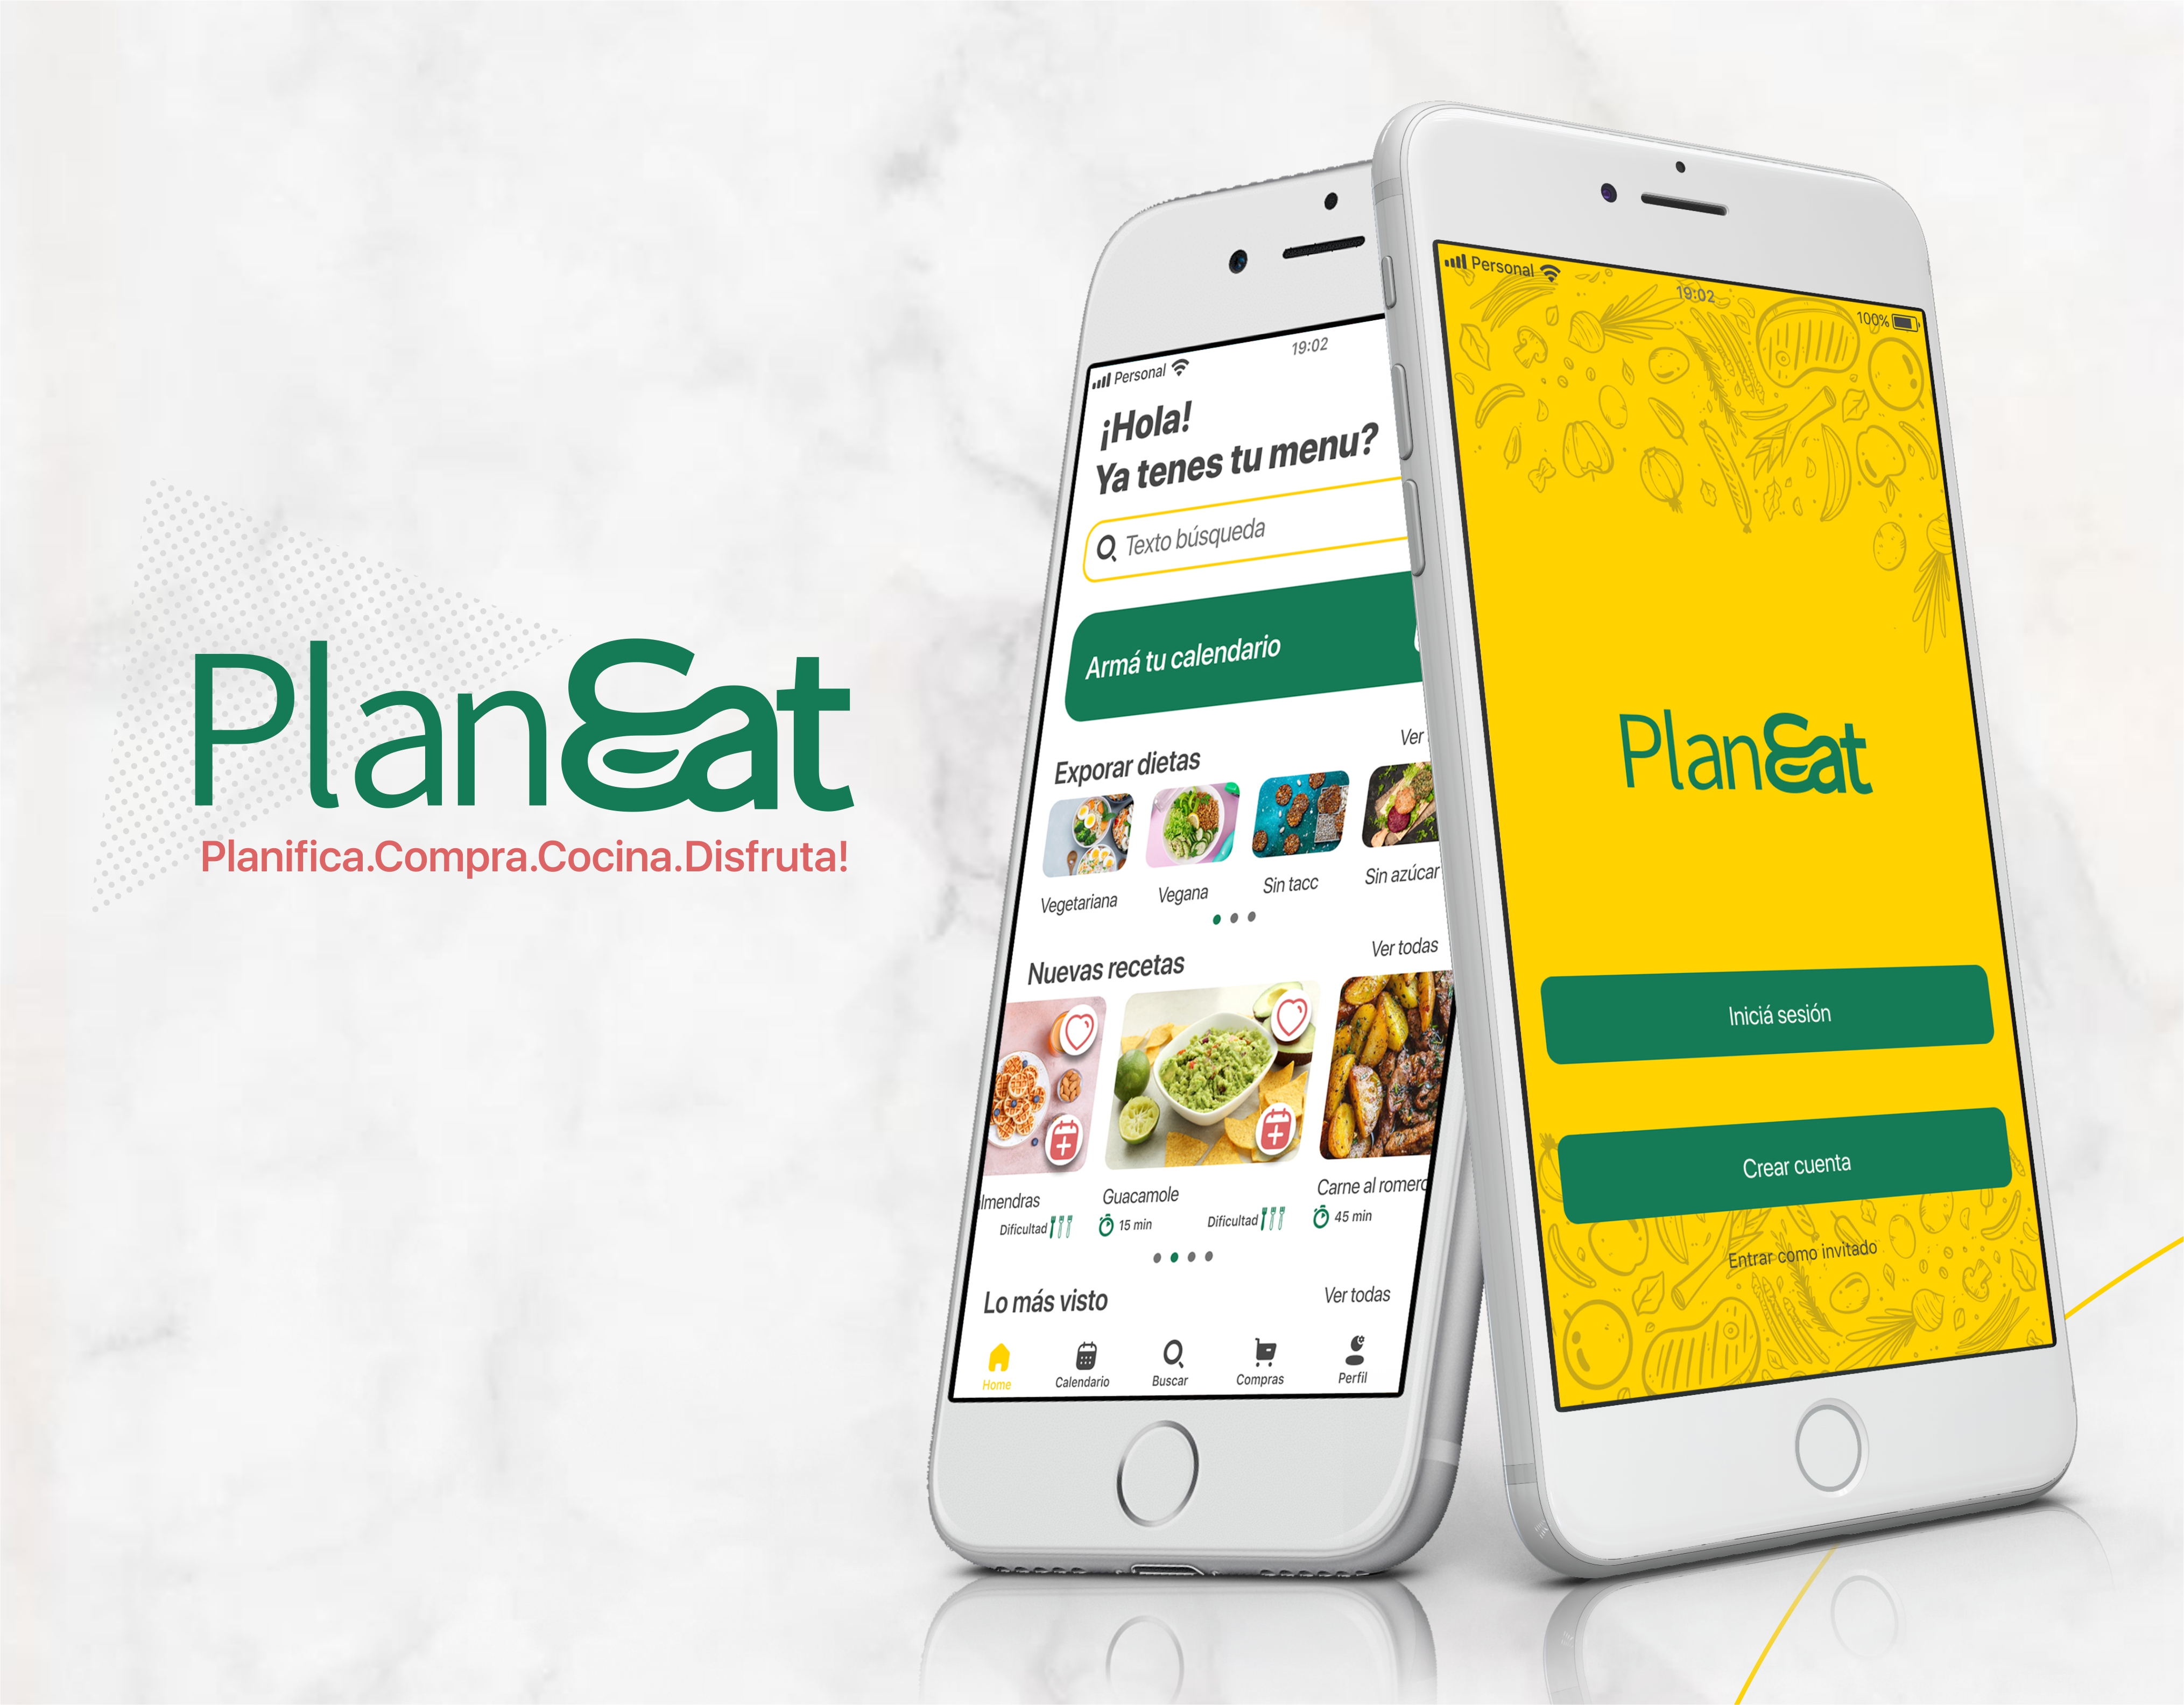 PlanEat
Planifica.Compra.Cocina.Disfruta!
Personal
19:02
¡Hola!
Ya tenes tu menu?
Texto búsqueda
Armá tu calendario
Exporar dietas
Ver
Vegetariana
Vegana
Sin tacc
Sin azúcar
Nuevas recetas
Ver todas
lmendras
Dificultad
Guacamole
15 min
Dificultad
Carne al romero
45 min
Lo más visto
Ver todas
Home
Calendario
Buscar
Compras
Perfil
Personal
19:02
100%
PlanEat
Iniciá sesión
Crear cuenta
Entrar como invitado